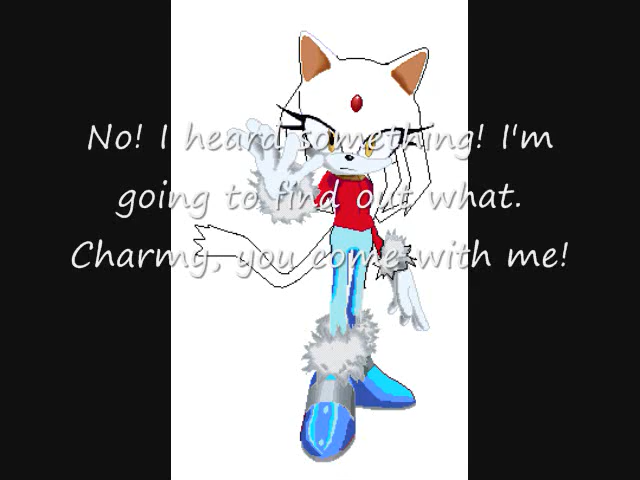 No! I heard something! I'm
going to find out what.
Charmy, you come with me!